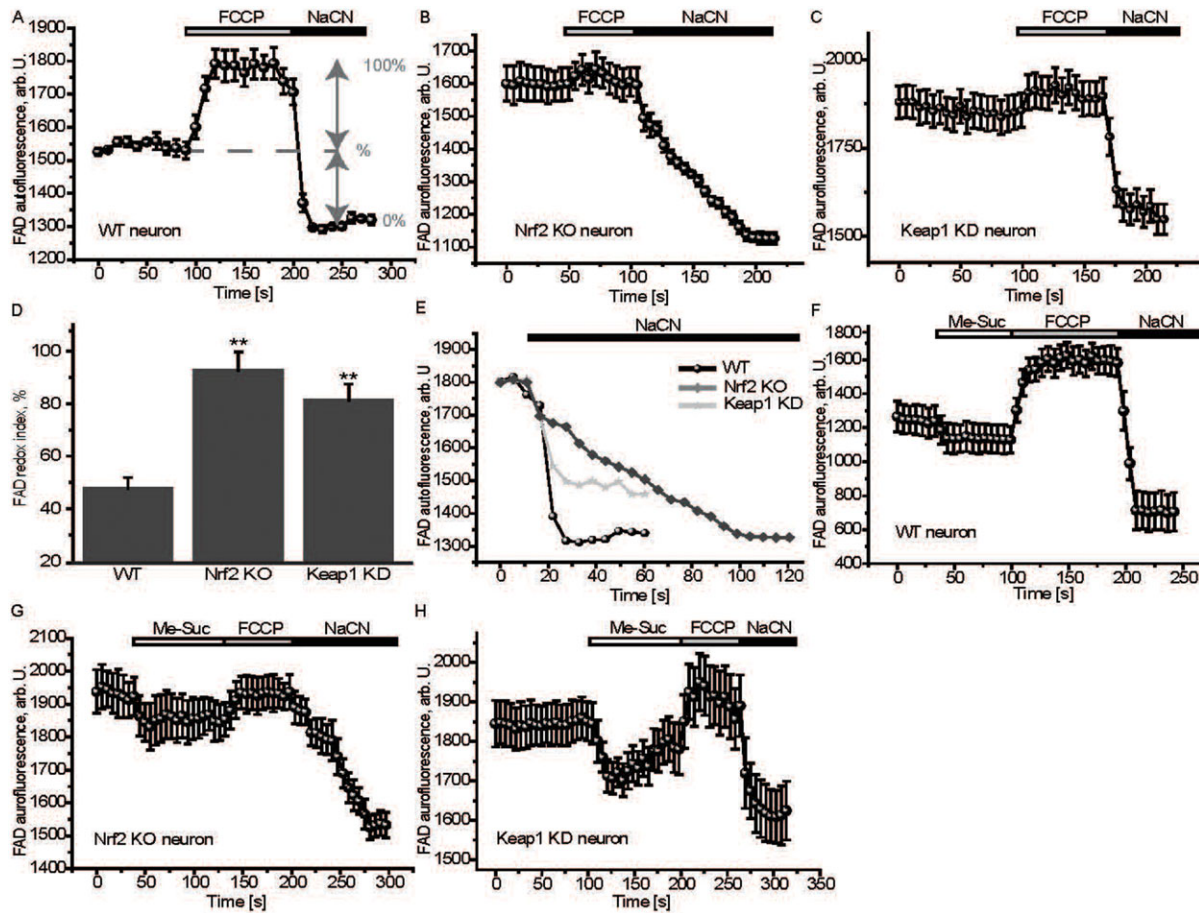 A
FCCP NaCN
FAD autofluorescence, arb. U.
1900
1800
1700
1600
1500
1400
1300
1200
100%
%
0%
WT neuron
0 50 100 150 200 250 300
Time [s]
B
FCCP NaCN
FAD aurofluorescence, arb. U.
1700
1600
1500
1400
1300
1200
1100
Nrf2 KO neuron
0 50 100 150 200
Time [s]
C
FCCP NaCN
FAD aurofluorescence, arb. U.
2000
1750
1500
Keap1 KD neuron
0 50 100 150 200
Time [s]
D
FAD redox index, %
100
80
60
40
20
** **
WT Nrf2 KO Keap1 KD
E
NaCN
FAD autofluorescence, arb. U
1900
1800
1700
1600
1500
1400
1300
WT
Nrf2 KO
Keap1 KD
0 20 40 60 80 100 120
Time [s]
F
Me-Suc FCCP NaCN
FAD aurofluorescence, arb. U.
1800
1600
1400
1200
1000
800
600
400
WT neuron
0 50 100 150 200 250
Time [s]
G
Me-Suc FCCP NaCN
FAD aurofluorescence, arb. U.
2100
2000
1900
1800
1700
1600
1500
1400
Nrf2 KO neuron
0 50 100 150 200 250 300
Time [s]
H
Me-Suc FCCP NaCN
FAD aurofluorescence, arb. U.
2000
1900
1800
1700
1600
1500
Keap1 KD neuron
0 50 100 150 200 250 300 350
Time [s]